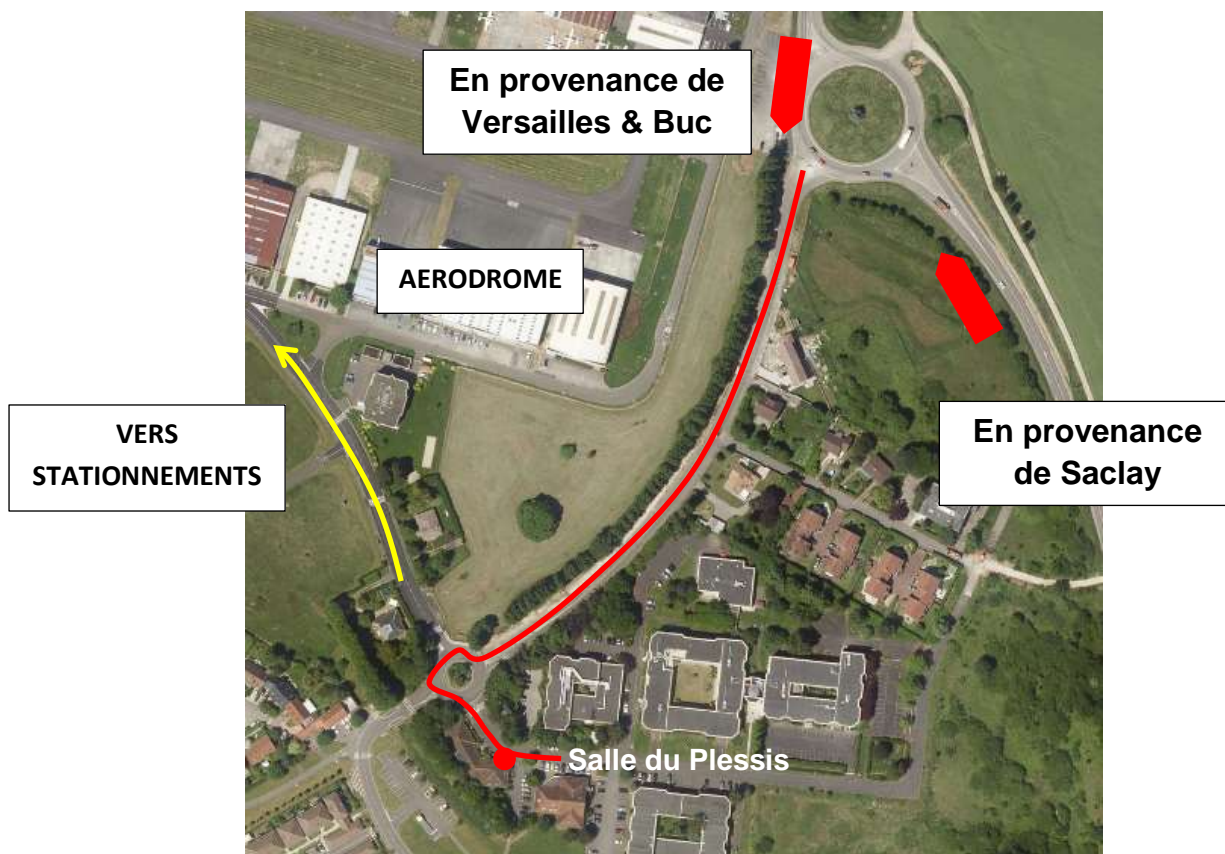 En provenance de
Versailles & Buc
AERODROME
VERS
STATIONNEMENTS
En provenance
de Saclay
Salle du Plessis